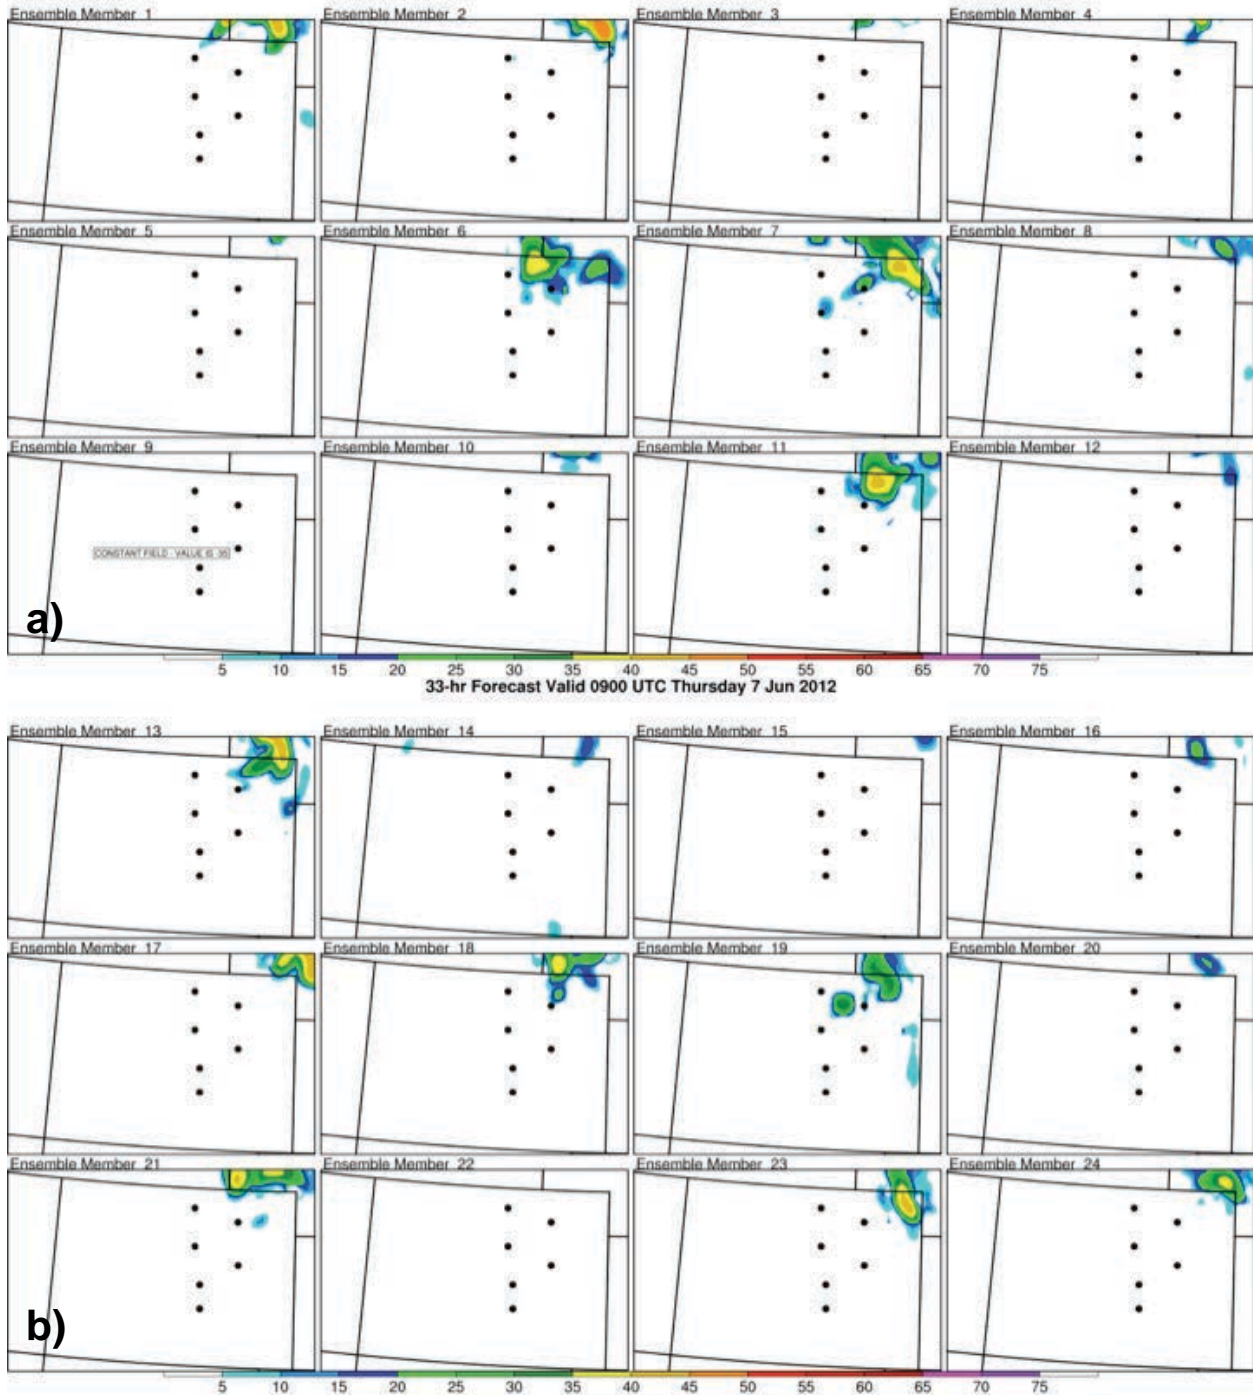 Ensemble Member 1 Ensemble Member 2 Ensemble Member 3 Ensemble Member 4
Ensemble Member 5 Ensemble Member 6 Ensemble Member 7 Ensemble Member 8
Ensemble Member 9 Ensemble Member 10 Ensemble Member 11 Ensemble Member 12
CONSTANT FIELD - VALUE IS -35
a)
5 10 15 20 25 30 35 40 45 50 55 60 65 70 75
33-hr Forecast Valid 0900 UTC Thursday 7 Jun 2012
Ensemble Member 13 Ensemble Member 14 Ensemble Member 15 Ensemble Member 16
Ensemble Member 17 Ensemble Member 18 Ensemble Member 19 Ensemble Member 20
Ensemble Member 21 Ensemble Member 22 Ensemble Member 23 Ensemble Member 24
b)
5 10 15 20 25 30 35 40 45 50 55 60 65 70 75